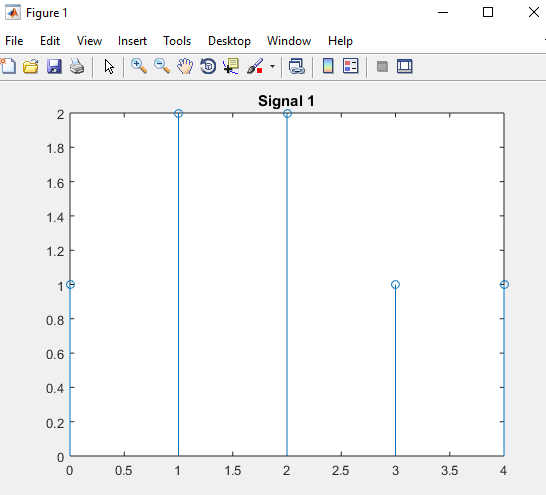 Figure 1
File Edit View Insert Tools Desktop Window Help
Signal 1
2
1.8
1.6
1.4
1.2
1
0.8
0.6
0.4
0.2
0
0 0.5 1 1.5 2 2.5 3 3.5 4